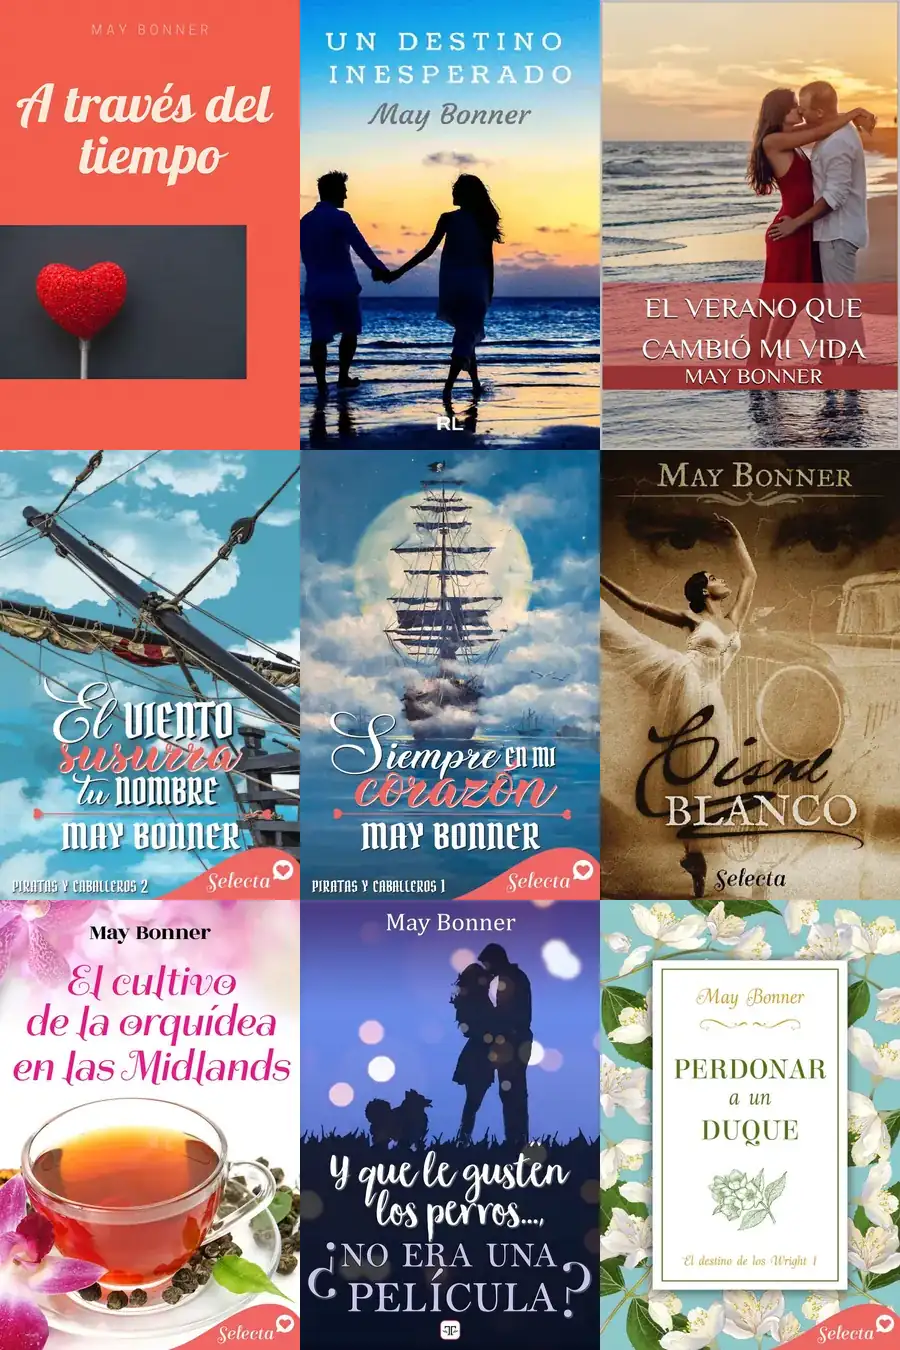 MAY BONNER
A través del
tiempo
UN DESTINO
INESPERADO
May Bonner
RL
EL VERANO QUE
CAMBIÓ MI VIDA
MAY BONNER
El VIENTO
susurra
tu NOMBRE
MAY BONNER
PIRATAS Y CABALLEROS 2
Selecta
Siempre EN MI
corazón
MAY BONNER
PIRATAS Y CABALLEROS 1
Selecta
MAY BONNER
Cisne
BLANCO
Selecta
May Bonner
El cultivo
de la orquídea
en las Midlands
Selecta
May Bonner
Y que le gusten
los perros...,
¿NO ERA UNA
PELÍCULA?
May Bonner
PERDONAR
a un
DUQUE
El destino de los Wright 1
Selecta